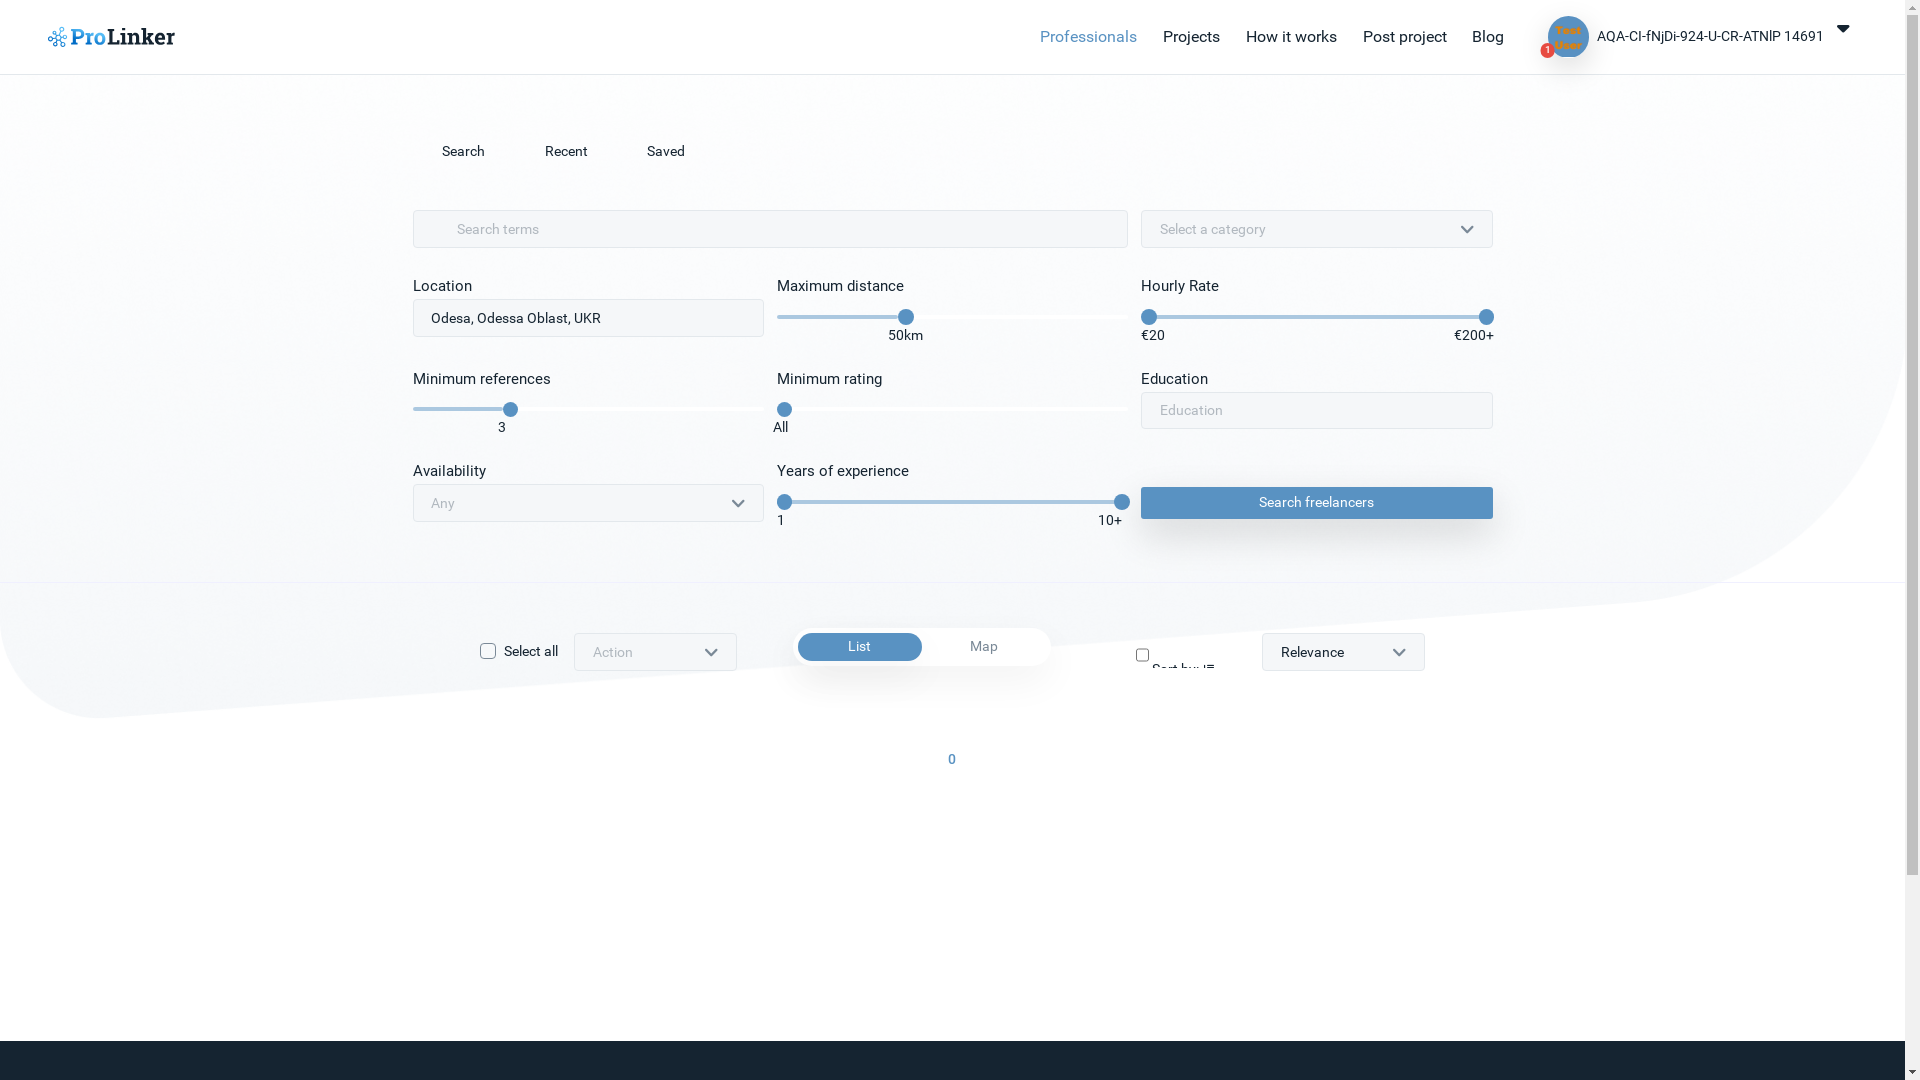 ProLinker
Professionals
Projects
How it works
Post project
Blog
Test
User
1
AQA-CI-fNjDi-924-U-CR-ATNlP 14691
Search
Recent
Saved
Search terms
Select a category
Location
Maximum distance
Hourly Rate
Odesa, Odessa Oblast, UKR
50km
€20
€200+
Minimum references
Minimum rating
Education
3
All
Education
Availability
Years of experience
Any
1
10+
Search freelancers
Select all
Action
List
Map
Sort by:
Relevance
0